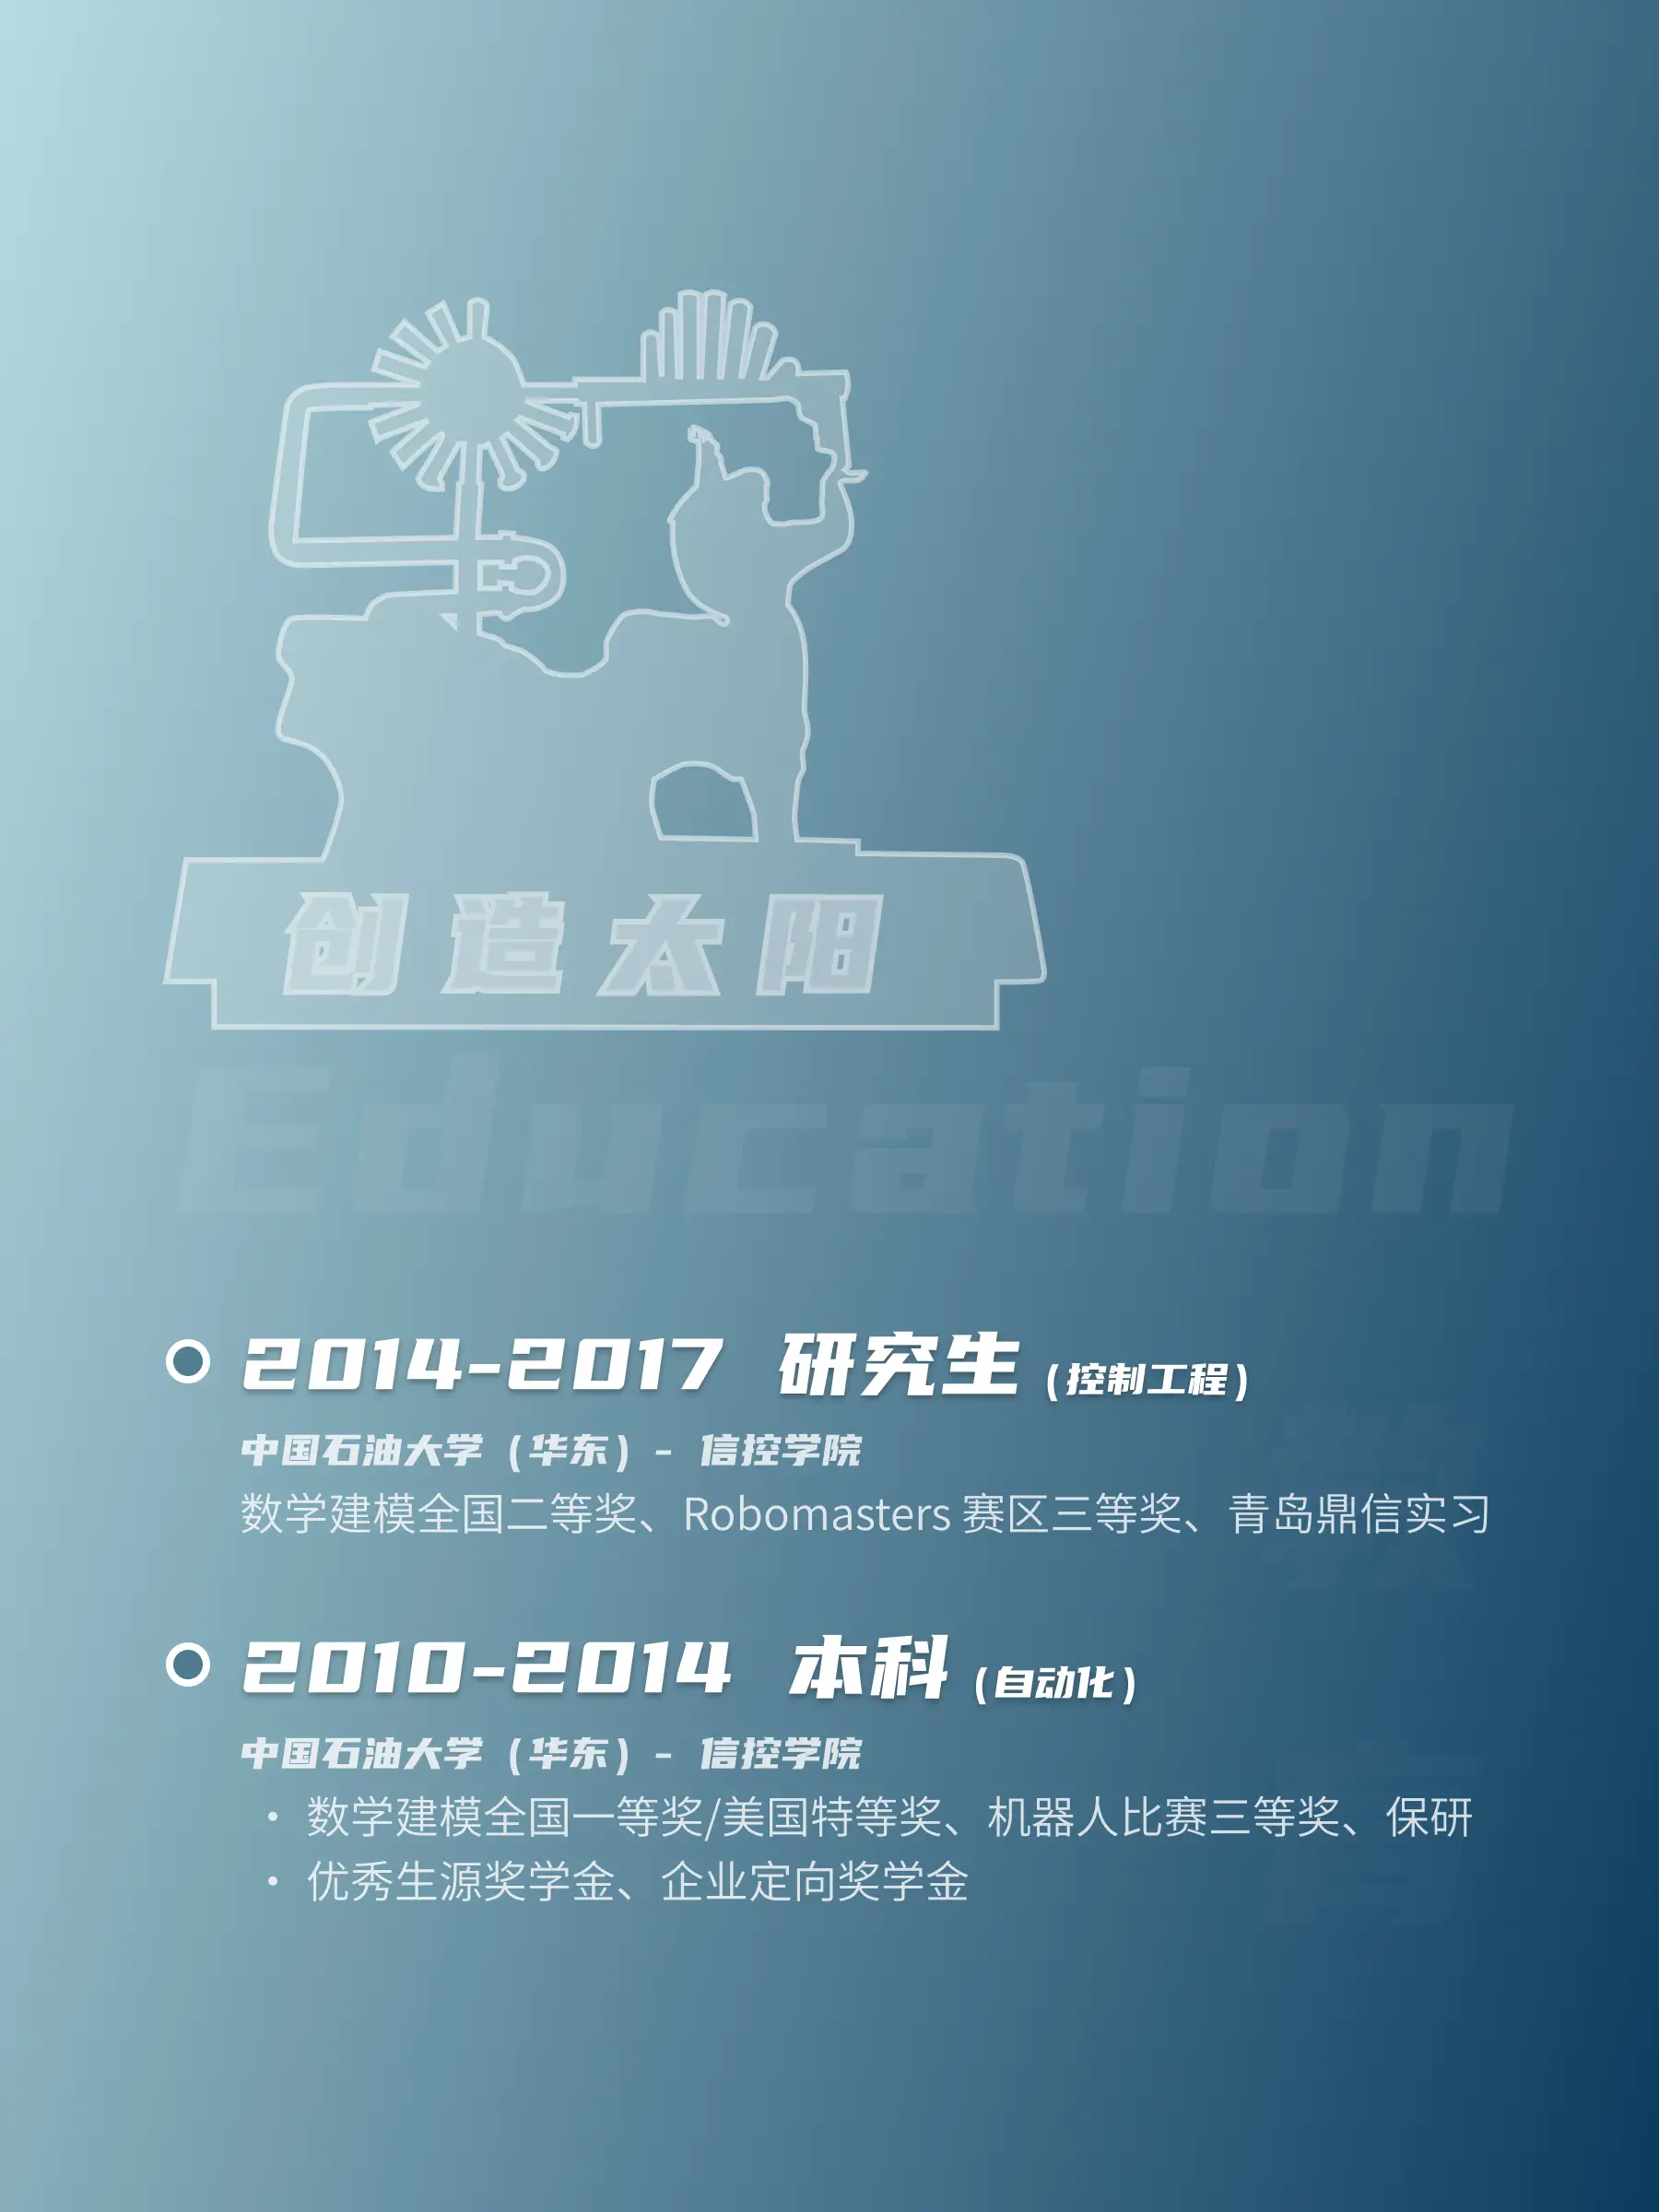 创造太阳
Education
2014-2017 研究生(控制工程)
中国石油大学(华东)- 信控学院
数学建模全国二等奖、Robomasters 赛区三等奖、青岛鼎信实习
教
2010-2014 本科(自动化)
中国石油大学(华东)- 信控学院
• 数学建模全国一等奖/美国特等奖、机器人比赛三等奖、保研
• 优秀生源奖学金、企业定向奖学金
育